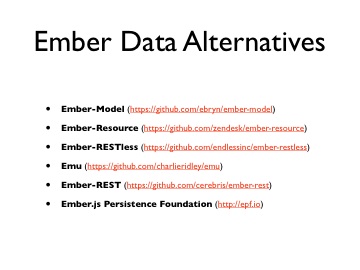 Ember Data Alternatives
• Ember-Model (https://github.com/ebryn/ember-model)
• Ember-Resource (https://github.com/zendesk/ember-resource)
• Ember-RESTless (https://github.com/endlessinc/ember-restless)
• Emu (https://github.com/charlieridley/emu)
• Ember-REST (https://github.com/cerebris/ember-rest)
• Ember.js Persistence Foundation (http://epf.io)